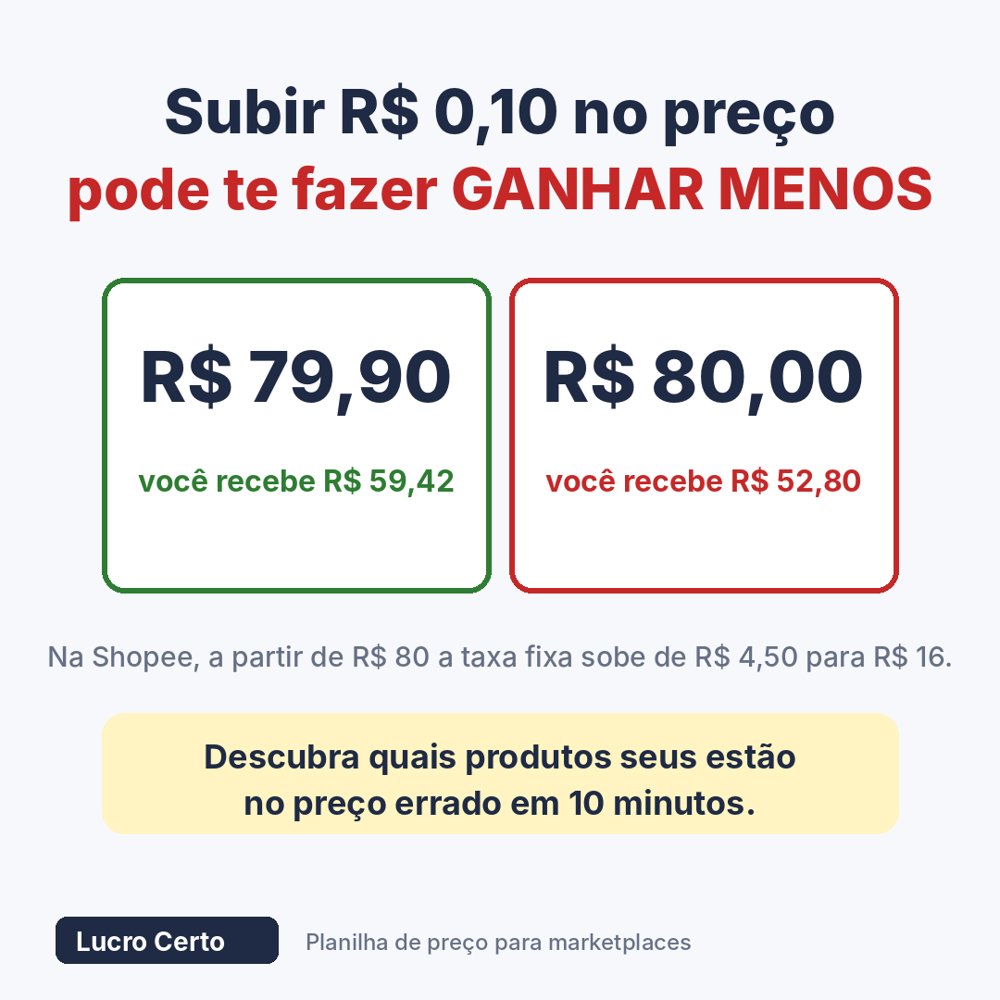 Subir R$ 0,10 no preço
pode te fazer GANHAR MENOS
R$ 79,90
você recebe R$ 59,42
R$ 80,00
você recebe R$ 52,80
Na Shopee, a partir de R$ 80 a taxa fixa sobe de R$ 4,50 para R$ 16.
Descubra quais produtos seus estão
no preço errado em 10 minutos.
Lucro Certo
Planilha de preço para marketplaces